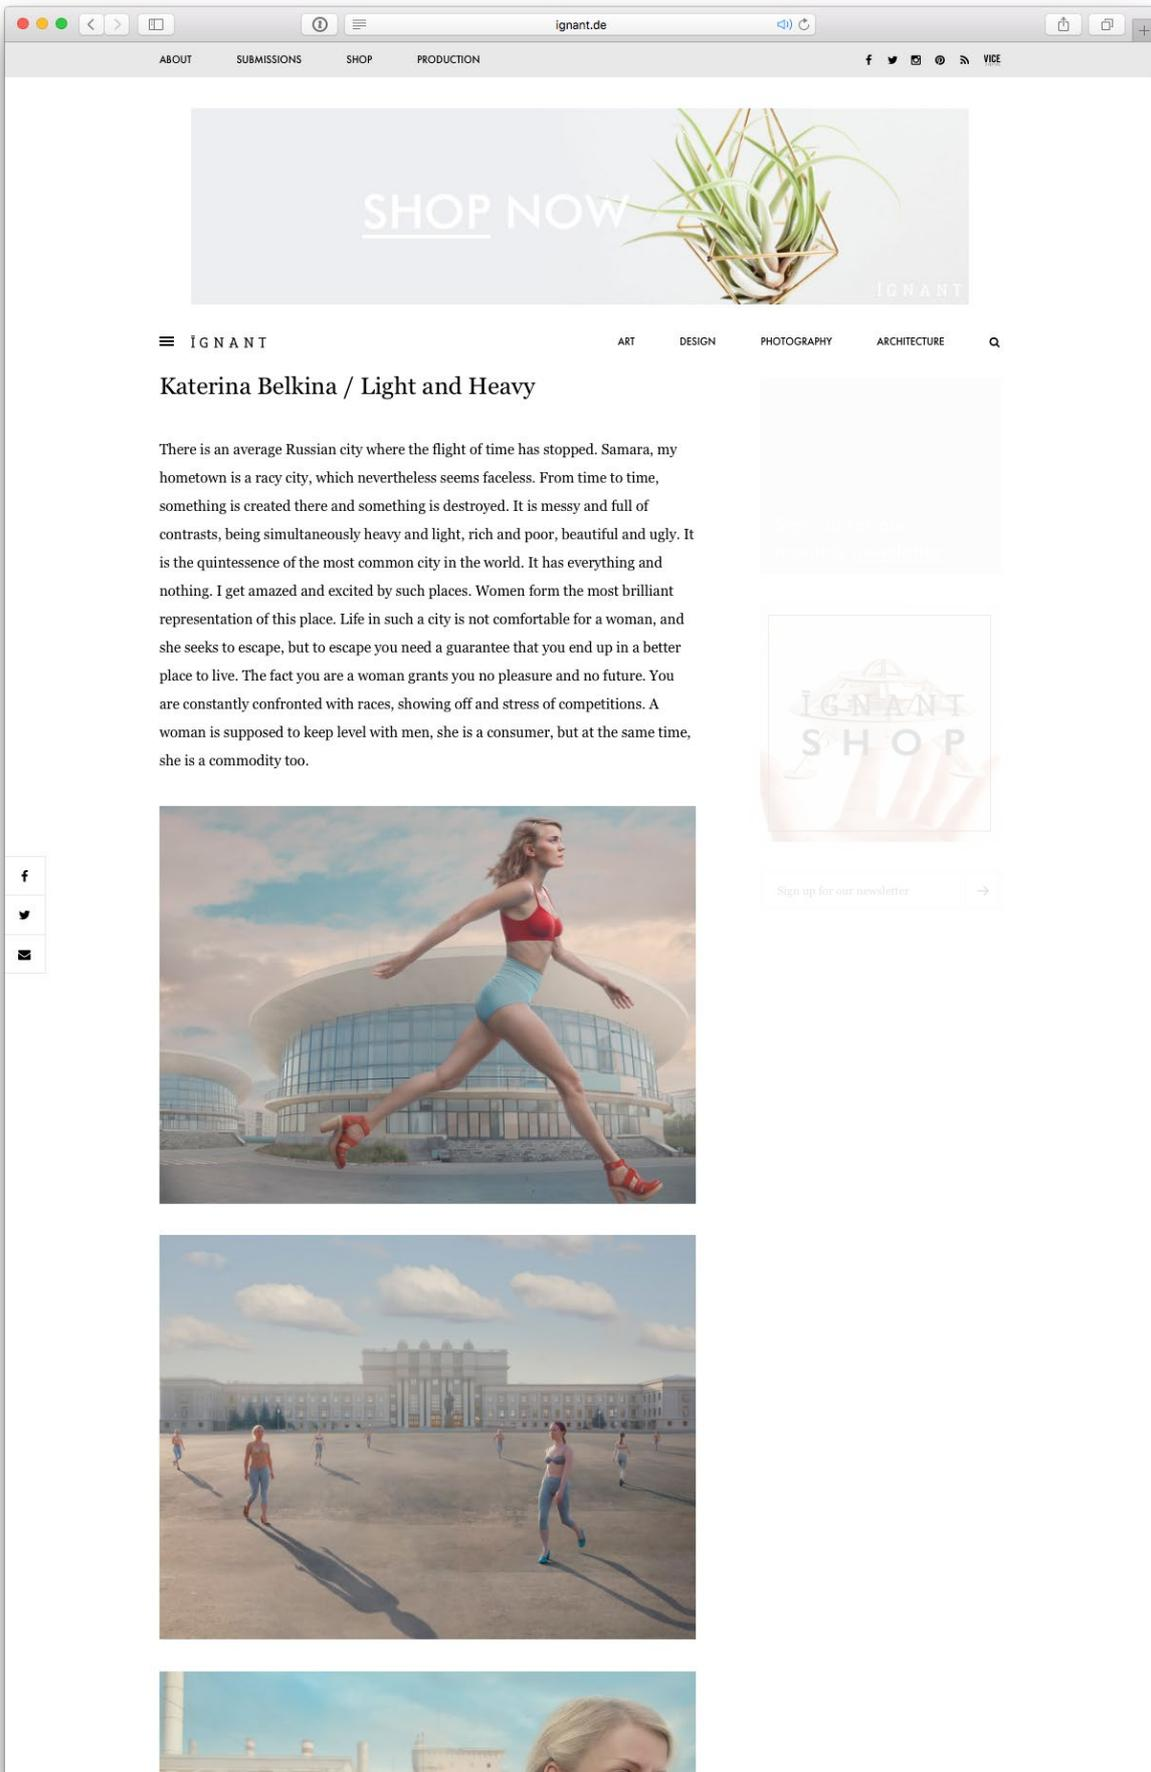 ignant.de
ABOUT SUBMISSIONS SHOP PRODUCTION VICE
SHOP NOW
ĪGNANT
ĪGNANT ART DESIGN PHOTOGRAPHY ARCHITECTURE
Katerina Belkina / Light and Heavy
There is an average Russian city where the flight of time has stopped. Samara, my
hometown is a racy city, which nevertheless seems faceless. From time to time,
something is created there and something is destroyed. It is messy and full of
contrasts, being simultaneously heavy and light, rich and poor, beautiful and ugly. It
is the quintessence of the most common city in the world. It has everything and
nothing. I get amazed and excited by such places. Women form the most brilliant
representation of this place. Life in such a city is not comfortable for a woman, and
she seeks to escape, but to escape you need a guarantee that you end up in a better
place to live. The fact you are a woman grants you no pleasure and no future. You
are constantly confronted with races, showing off and stress of competitions. A
woman is supposed to keep level with men, she is a consumer, but at the same time,
she is a commodity too.
ĪGNANT
SHOP
Sign up for our newsletter